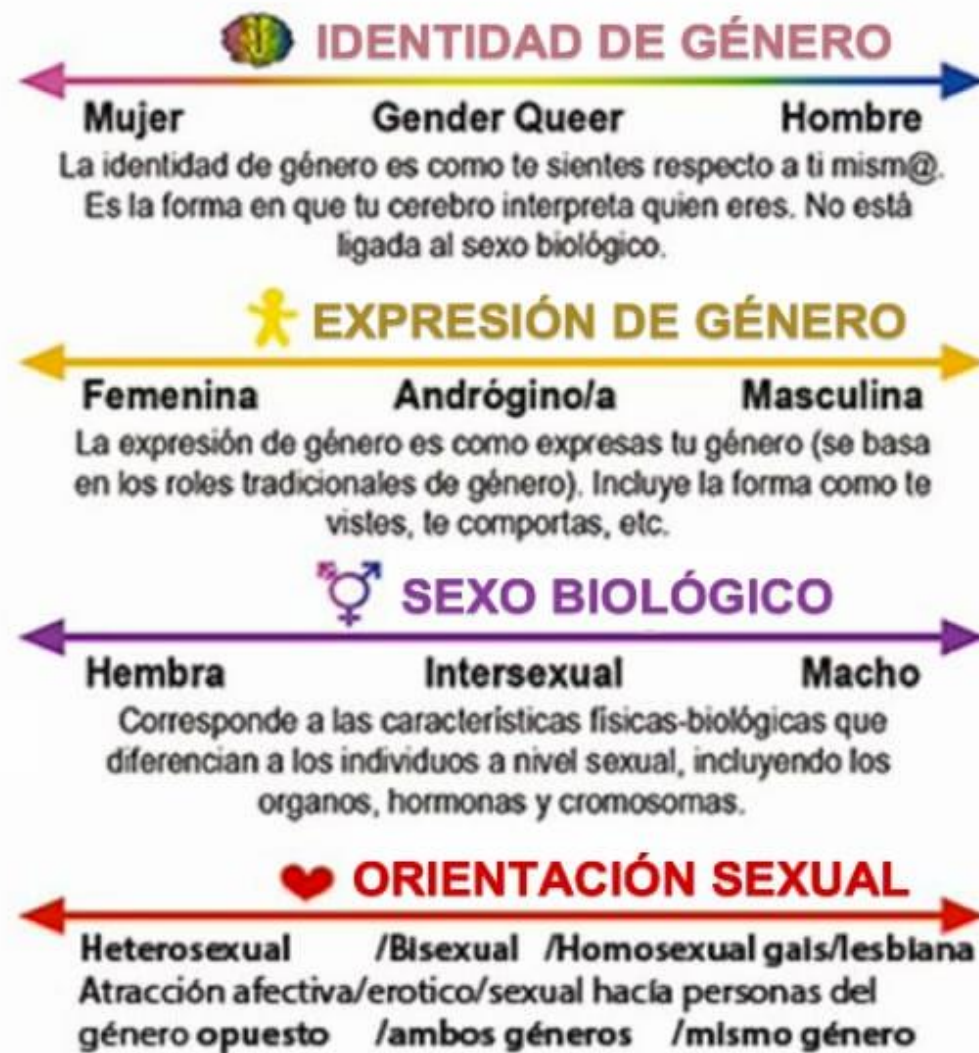 IDENTIDAD DE GÉNERO
Mujer Gender Queer Hombre
La identidad de género es como te sientes respecto a ti mism@.
Es la forma en que tu cerebro interpreta quien eres. No está
ligada al sexo biológico.
EXPRESIÓN DE GÉNERO
Femenina Andrógino/a Masculina
La expresión de género es como expresas tu género (se basa
en los roles tradicionales de género). Incluye la forma como te
vistes, te comportas, etc.
SEXO BIOLÓGICO
Hembra Intersexual Macho
Corresponde a las características físicas-biológicas que
diferencian a los individuos a nivel sexual, incluyendo los
organos, hormonas y cromosomas.
ORIENTACIÓN SEXUAL
Heterosexual /Bisexual /Homosexual gais/lesbiana
Atracción afectiva/erotico/sexual hacía personas del
género opuesto /ambos géneros /mismo género